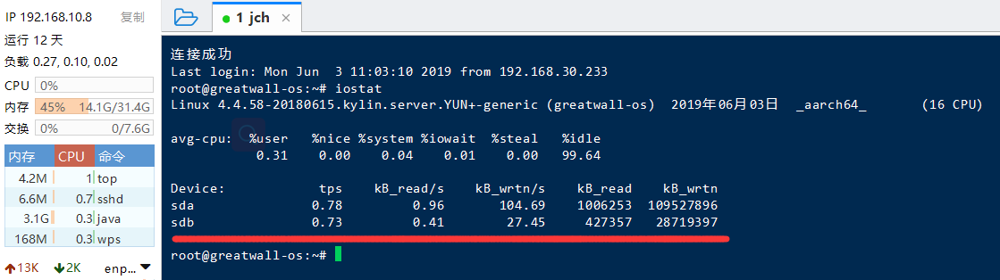 IP 192.168.10.8 复制
运行 12 天
负载 0.27, 0.10, 0.02
CPU 0%
内存 45% 14.1G/31.4G
交换 0% 0/7.6G
内存 CPU 命令
4.2M 1 top
6.6M 0.7 sshd
3.1G 0.3 java
168M 0.3 wps
13K 2K enp...
1 jch ×
连接成功
Last login: Mon Jun  3 11:03:10 2019 from 192.168.30.233
root@greatwall-os:~# iostat
Linux 4.4.58-20180615.kylin.server.YUN+-generic (greatwall-os) 2019年06月03日 _aarch64_ (16 CPU)
avg-cpu: %user %nice %system %iowait %steal %idle
0.31 0.00 0.04 0.01 0.00 99.64
Device: tps kB_read/s kB_wrtn/s kB_read kB_wrtn
sda 0.78 0.96 104.69 1006253 109527896
sdb 0.73 0.41 27.45 427357 28719397
root@greatwall-os:~#